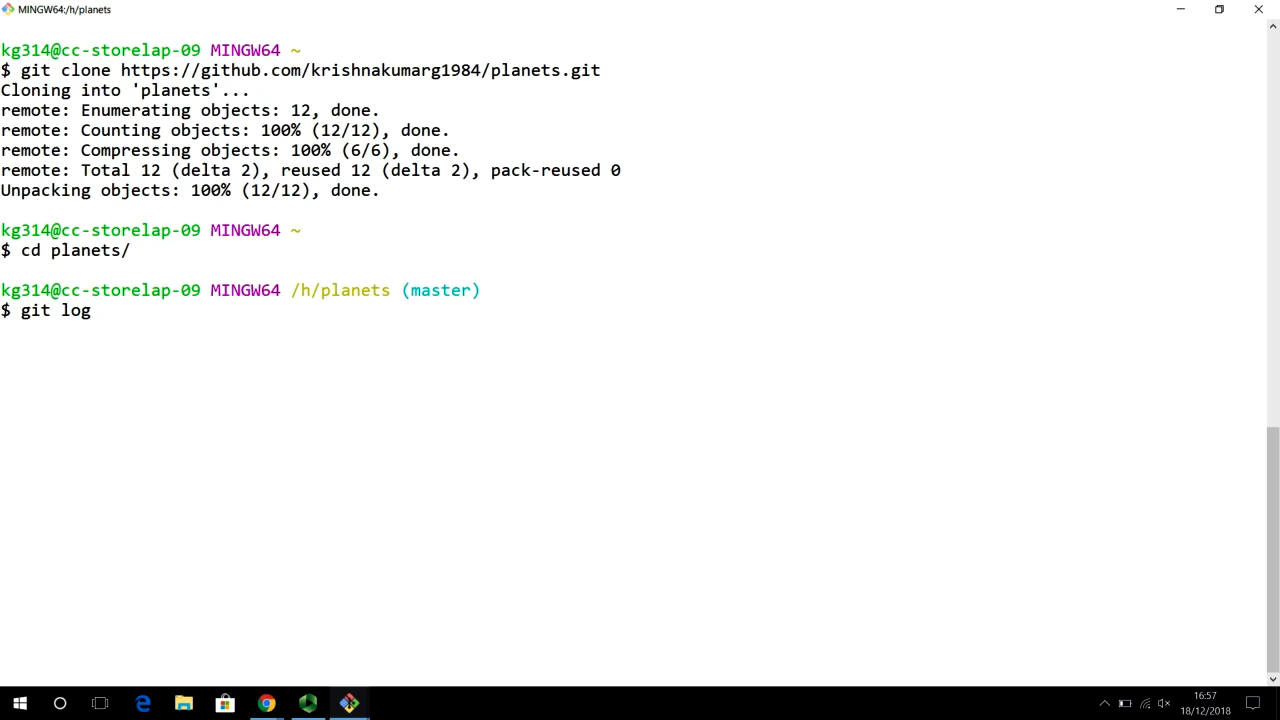 MINGW64:/h/planets
kg314@cc-storelap-09 MINGW64 ~
$ git clone https://github.com/krishnakumarg1984/planets.git
Cloning into 'planets'...
remote: Enumerating objects: 12, done.
remote: Counting objects: 100% (12/12), done.
remote: Compressing objects: 100% (6/6), done.
remote: Total 12 (delta 2), reused 12 (delta 2), pack-reused 0
Unpacking objects: 100% (12/12), done.
kg314@cc-storelap-09 MINGW64 ~
$ cd planets/
kg314@cc-storelap-09 MINGW64 /h/planets (master)
$ git log
16:57
18/12/2018